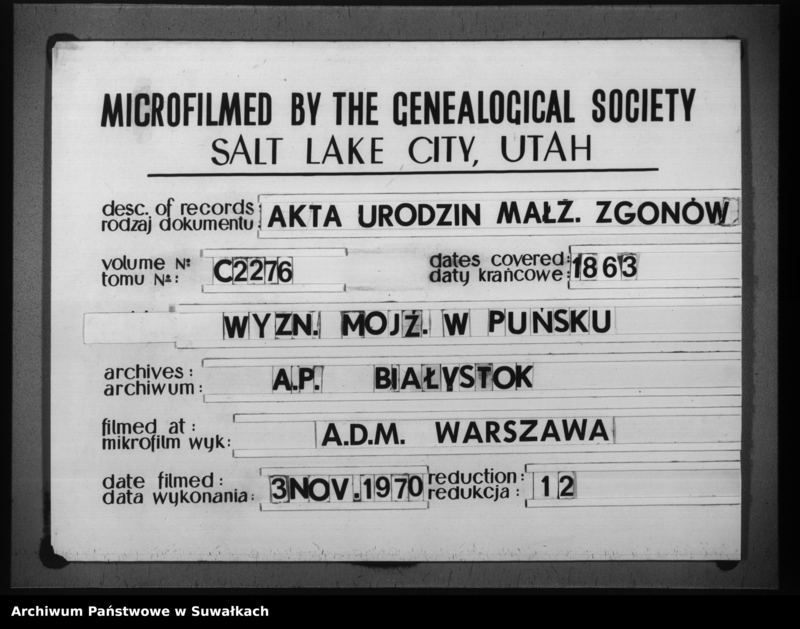 MICROFILMED BY THE GENEALOGICAL SOCIETY
SALT LAKE CITY, UTAH
desc. of records: AKTA URODZIN MAŁŻ. ZGONÓW
rodzaj dokumentu:
volume Nº C2276 dates covered: 1863
tomu Nº: daty krańcowe:
WYZN. MOJŻ. W PUŃSKU
archives: A.P. BIAŁYSTOK
archiwum:
filmed at: A.D.M. WARSZAWA
mikrofilm wyk:
date filmed: 3 NOV. 1970 reduction: 12
data wykonania: redukcja:
Archiwum Państwowe w Suwałkach